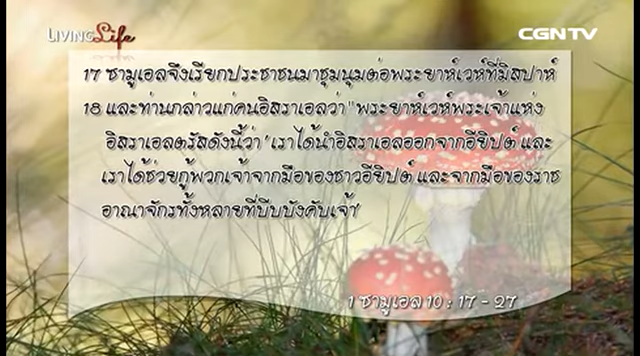 LIVING Life
CGNTV
17 ซามูเอลจึงเรียกประชาชนมาชุมนุมต่อพระยาห์เวห์ที่มิสปาห์
18 และท่านกล่าวแก่คนอิสราเอลว่า "พระยาห์เวห์พระเจ้าแห่ง
อิสราเอลตรัสดังนี้ว่า 'เราได้นำอิสราเอลออกจากอียิปต์ และ
เราได้ช่วยกู้พวกเจ้าจากมือของชาวอียิปต์ และจากมือของราช
อาณาจักรทั้งหลายที่บีบบังคับเจ้า'
1 ซามูเอล 10 : 17 - 27